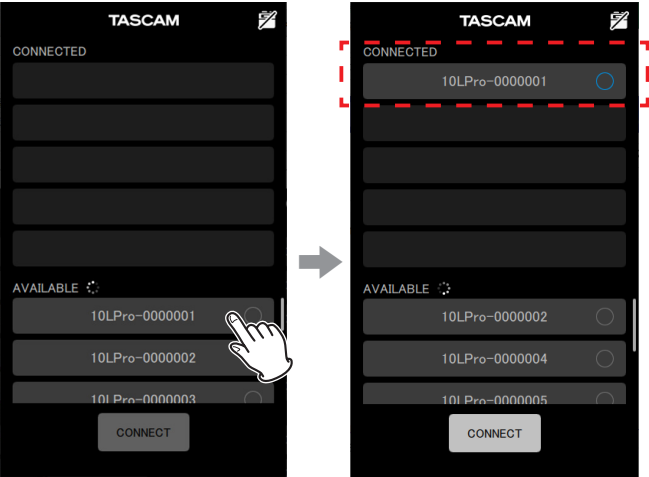 TASCAM
CONNECTED
AVAILABLE
10LPro-0000001
10LPro-0000002
10LPro-0000003
CONNECT
TASCAM
CONNECTED
10LPro-0000001
AVAILABLE
10LPro-0000002
10LPro-0000004
10LPro-0000005
CONNECT